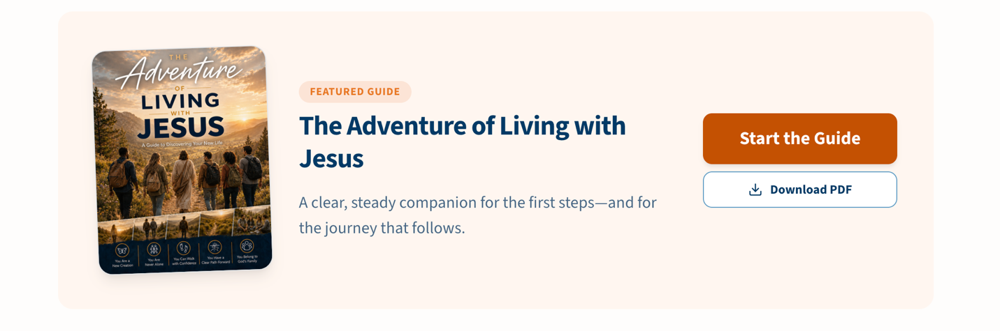 THE
Adventure
OF
LIVING
WITH
JESUS
A Guide to Discovering Your New Life
You Are a
New Creation
You Are
Never Alone
You Can Walk
with Confidence
You Have a
Clear Path Forward
You Belong to
God's Family
FEATURED GUIDE
The Adventure of Living with
Jesus
A clear, steady companion for the first steps—and for
the journey that follows.
Start the Guide
Download PDF